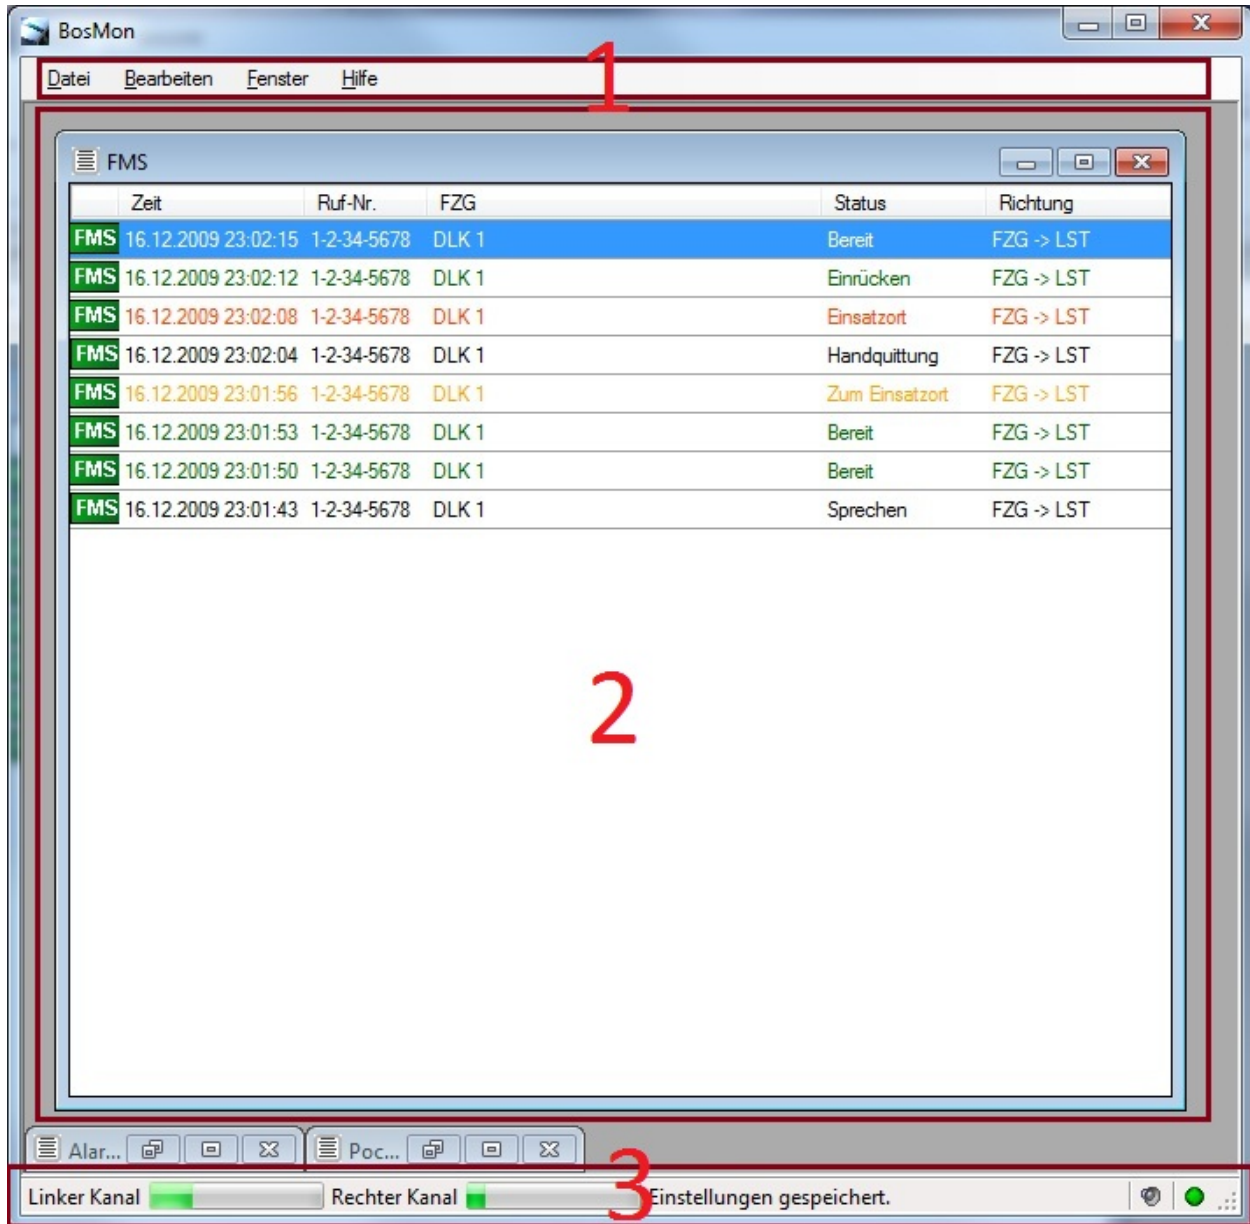 BosMon
Datei Bearbeiten Fenster Hilfe
1
FMS
Zeit Ruf-Nr. FZG Status Richtung
FMS 16.12.2009 23:02:15 1-2-34-5678 DLK 1 Bereit FZG -> LST
FMS 16.12.2009 23:02:12 1-2-34-5678 DLK 1 Einrücken FZG -> LST
FMS 16.12.2009 23:02:08 1-2-34-5678 DLK 1 Einsatzort FZG -> LST
FMS 16.12.2009 23:02:04 1-2-34-5678 DLK 1 Handquittung FZG -> LST
FMS 16.12.2009 23:01:56 1-2-34-5678 DLK 1 Zum Einsatzort FZG -> LST
FMS 16.12.2009 23:01:53 1-2-34-5678 DLK 1 Bereit FZG -> LST
FMS 16.12.2009 23:01:50 1-2-34-5678 DLK 1 Bereit FZG -> LST
FMS 16.12.2009 23:01:43 1-2-34-5678 DLK 1 Sprechen FZG -> LST
2
Alar... Poc...
3
Linker Kanal Rechter Kanal Einstellungen gespeichert.